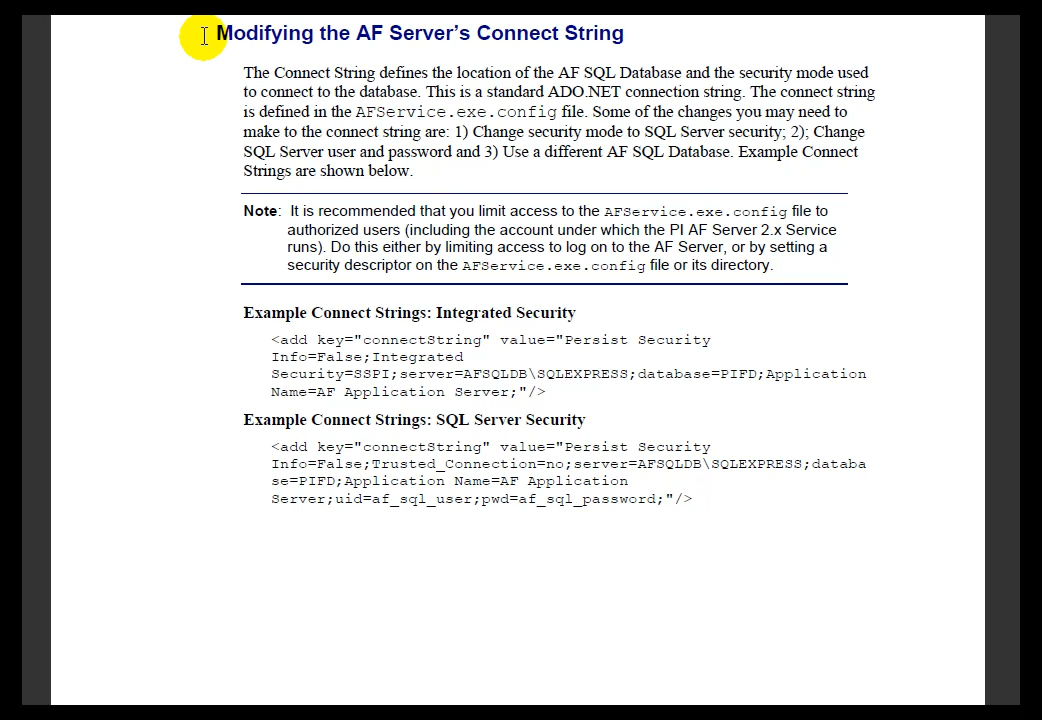 Modifying the AF Server's Connect String
The Connect String defines the location of the AF SQL Database and the security mode used
to connect to the database. This is a standard ADO.NET connection string. The connect string
is defined in the AFService.exe.config file. Some of the changes you may need to
make to the connect string are: 1) Change security mode to SQL Server security; 2); Change
SQL Server user and password and 3) Use a different AF SQL Database. Example Connect
Strings are shown below.
Note: It is recommended that you limit access to the AFService.exe.config file to
authorized users (including the account under which the PI AF Server 2.x Service
runs). Do this either by limiting access to log on to the AF Server, or by setting a
security descriptor on the AFService.exe.config file or its directory.
Example Connect Strings: Integrated Security
<add key="connectString" value="Persist Security
Info=False;Integrated
Security=SSPI;server=AFSQLDB\SQLEXPRESS;database=PIFD;Application
Name=AF Application Server;"/>
Example Connect Strings: SQL Server Security
<add key="connectString" value="Persist Security
Info=False;Trusted_Connection=no;server=AFSQLDB\SQLEXPRESS;databa
se=PIFD;Application Name=AF Application
Server;uid=af_sql_user;pwd=af_sql_password;"/>